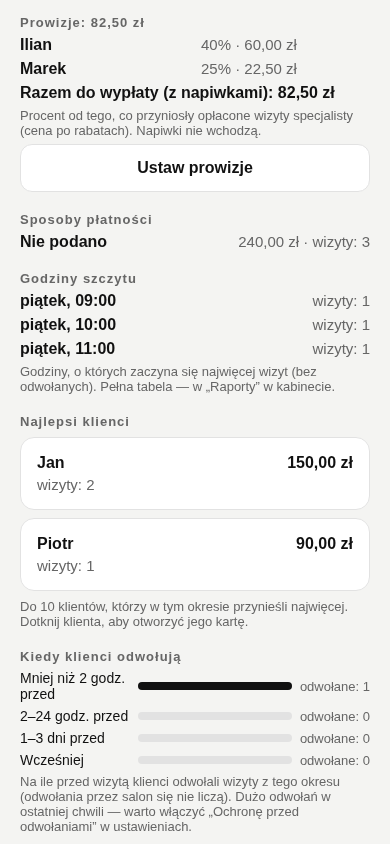 Prowizje: 82,50 zł
Ilian 40% · 60,00 zł
Marek 25% · 22,50 zł
Razem do wypłaty (z napiwkami): 82,50 zł
Procent od tego, co przyniosły opłacone wizyty specjalisty
(cena po rabatach). Napiwki nie wchodzą.
Ustaw prowizje
Sposoby płatności
Nie podano 240,00 zł · wizyty: 3
Godziny szczytu
piątek, 09:00 wizyty: 1
piątek, 10:00 wizyty: 1
piątek, 11:00 wizyty: 1
Godziny, o których zaczyna się najwięcej wizyt (bez
odwołanych). Pełna tabela — w „Raporty” w kabinecie.
Najlepsi klienci
Jan 150,00 zł
wizyty: 2
Piotr 90,00 zł
wizyty: 1
Do 10 klientów, którzy w tym okresie przynieśli najwięcej.
Dotknij klienta, aby otworzyć jego kartę.
Kiedy klienci odwołują
Mniej niż 2 godz.
przed odwołane: 1
2–24 godz. przed odwołane: 0
1–3 dni przed odwołane: 0
Wcześniej odwołane: 0
Na ile przed wizytą klienci odwołali wizyty z tego okresu
(odwołania przez salon się nie liczą). Dużo odwołań w
ostatniej chwili — warto włączyć „Ochronę przed
odwołaniami” w ustawieniach.